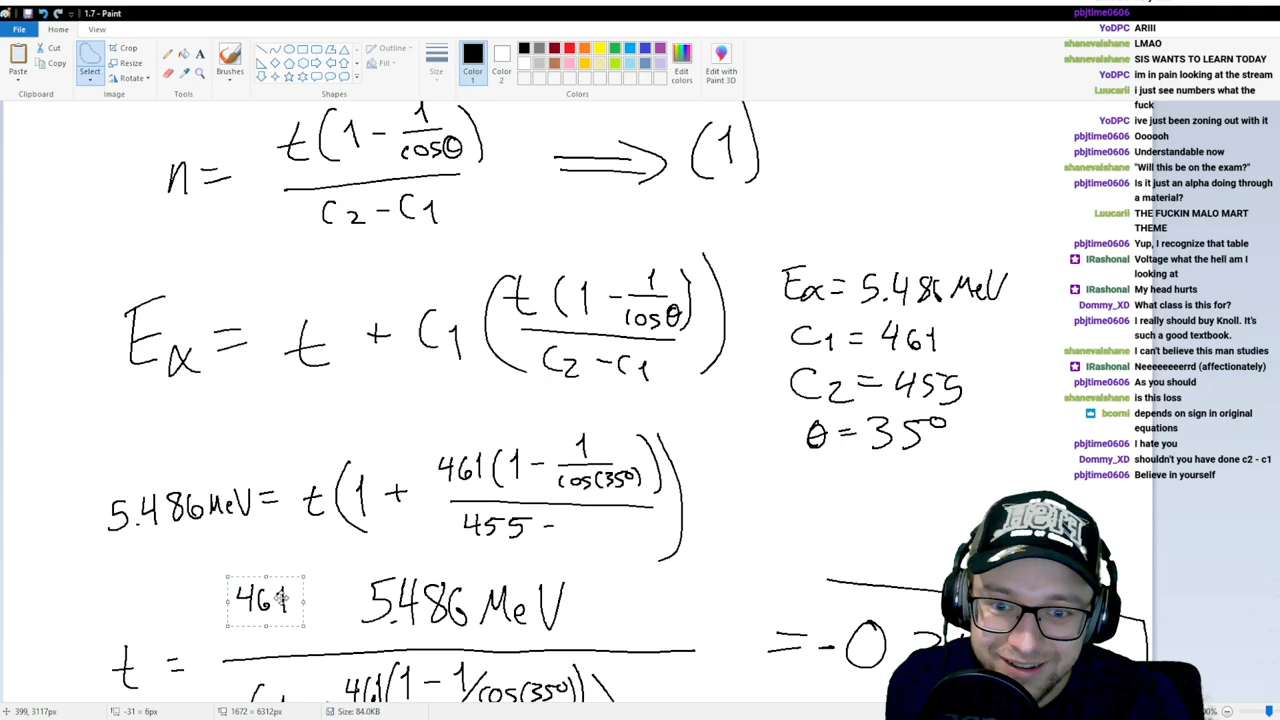 1.7 - Paint
File Home View
Paste
Cut
Copy
Clipboard
Select
Crop
Resize
Rotate
Image
Tools
Brushes
Outline
Fill
Shapes
Size
Color 1
Color 2
Edit colors
Colors
Edit with Paint 3D
n = t(1 - 1/cosθ) / C2 - C1 ⟹ (1)
Eα = t + C1 (t(1 - 1/cosθ) / C2 - C1)
Eα = 5.486 MeV
C1 = 461
C2 = 455
θ = 35°
5.486 MeV = t(1 + 461(1 - 1/cos(35°)) / 455 - )
461
5.486 MeV
t =
461(1 - 1/cos(35°))
= - 0
399, 3117px
-31 × 6px
1672 × 6312px
Size: 84.0KB
pbjtime0606
YoDPC ARIII
shanevalshane LMAO
shanevalshane SIS WANTS TO LEARN TODAY
YoDPC im in pain looking at the stream
Luucarii i just see numbers what the
fuck
YoDPC ive just been zoning out with it
pbjtime0606 Oooooh
pbjtime0606 Understandable now
shanevalshane "Will this be on the exam?"
pbjtime0606 Is it just an alpha doing through
a material?
Luucarii THE FUCKIN MALO MART
THEME
pbjtime0606 Yup, I recognize that table
IRashonal Voltage what the hell am I
looking at
IRashonal My head hurts
Dommy_XD What class is this for?
pbjtime0606 I really should buy Knoll. It's
such a good textbook.
shanevalshane I can't believe this man studies
IRashonal Neeeeeeeerrd (affectionately)
pbjtime0606 As you should
shanevalshane is this loss
bcorni depends on sign in original
equations
pbjtime0606 I hate you
Dommy_XD shouldn't you have done c2 - c1
pbjtime0606 Believe in yourself